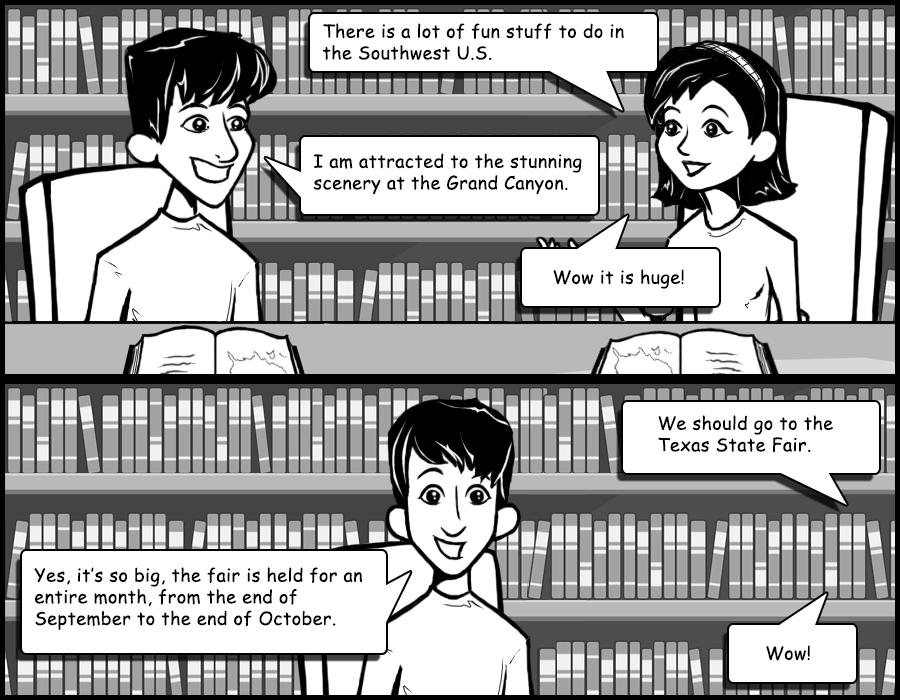 There is a lot of fun stuff to do in
the Southwest U.S.
I am attracted to the stunning
scenery at the Grand Canyon.
Wow it is huge!
We should go to the
Texas State Fair.
Yes, it's so big, the fair is held for an
entire month, from the end of
September to the end of October.
Wow!